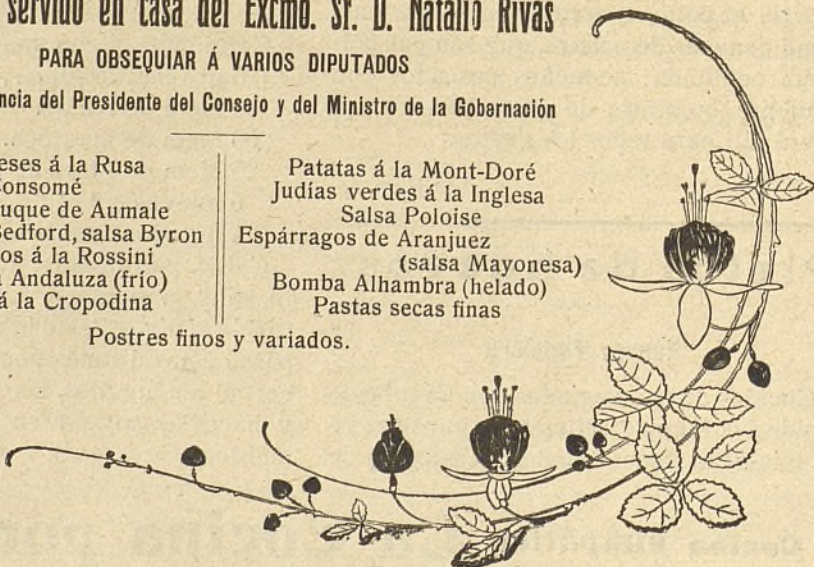 servido en casa del Excmo. Sr. D. Natalio Rivas
PARA OBSEQUIAR Á VARIOS DIPUTADOS
ncia del Presidente del Consejo y del Ministro de la Gobernación
eses á la Rusa
Consomé
uque de Aumale
Bedford, salsa Byron
os á la Rossini
Andaluza (frío)
á la Cropodina
Patatas á la Mont-Doré
Judías verdes á la Inglesa
Salsa Poloise
Espárragos de Aranjuez
(salsa Mayonesa)
Bomba Alhambra (helado)
Pastas secas finas
Postres finos y variados.